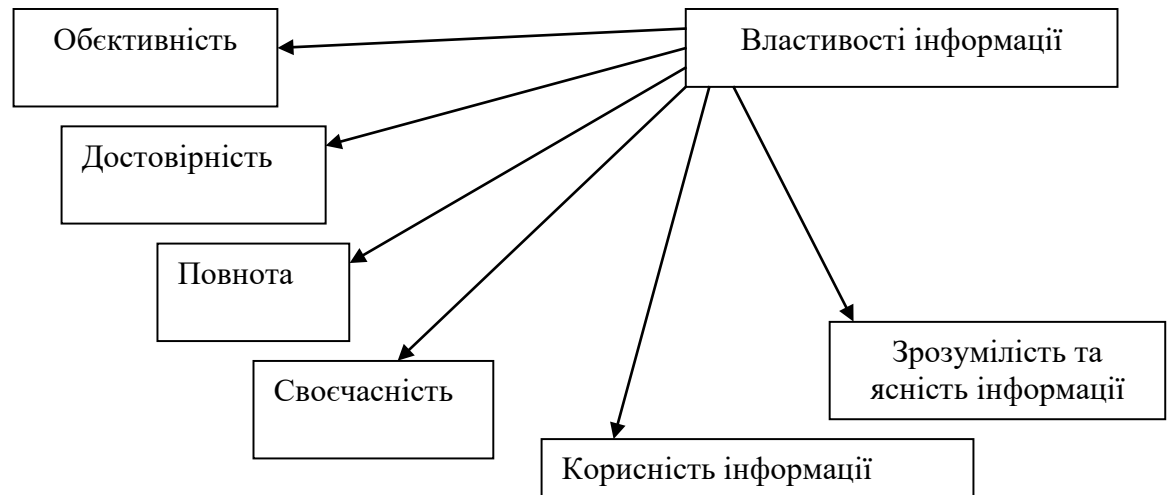 Обєктивність
Властивості інформації
Достовірність
Повнота
Своєчасність
Зрозумілість та
ясність інформації
Корисність інформації